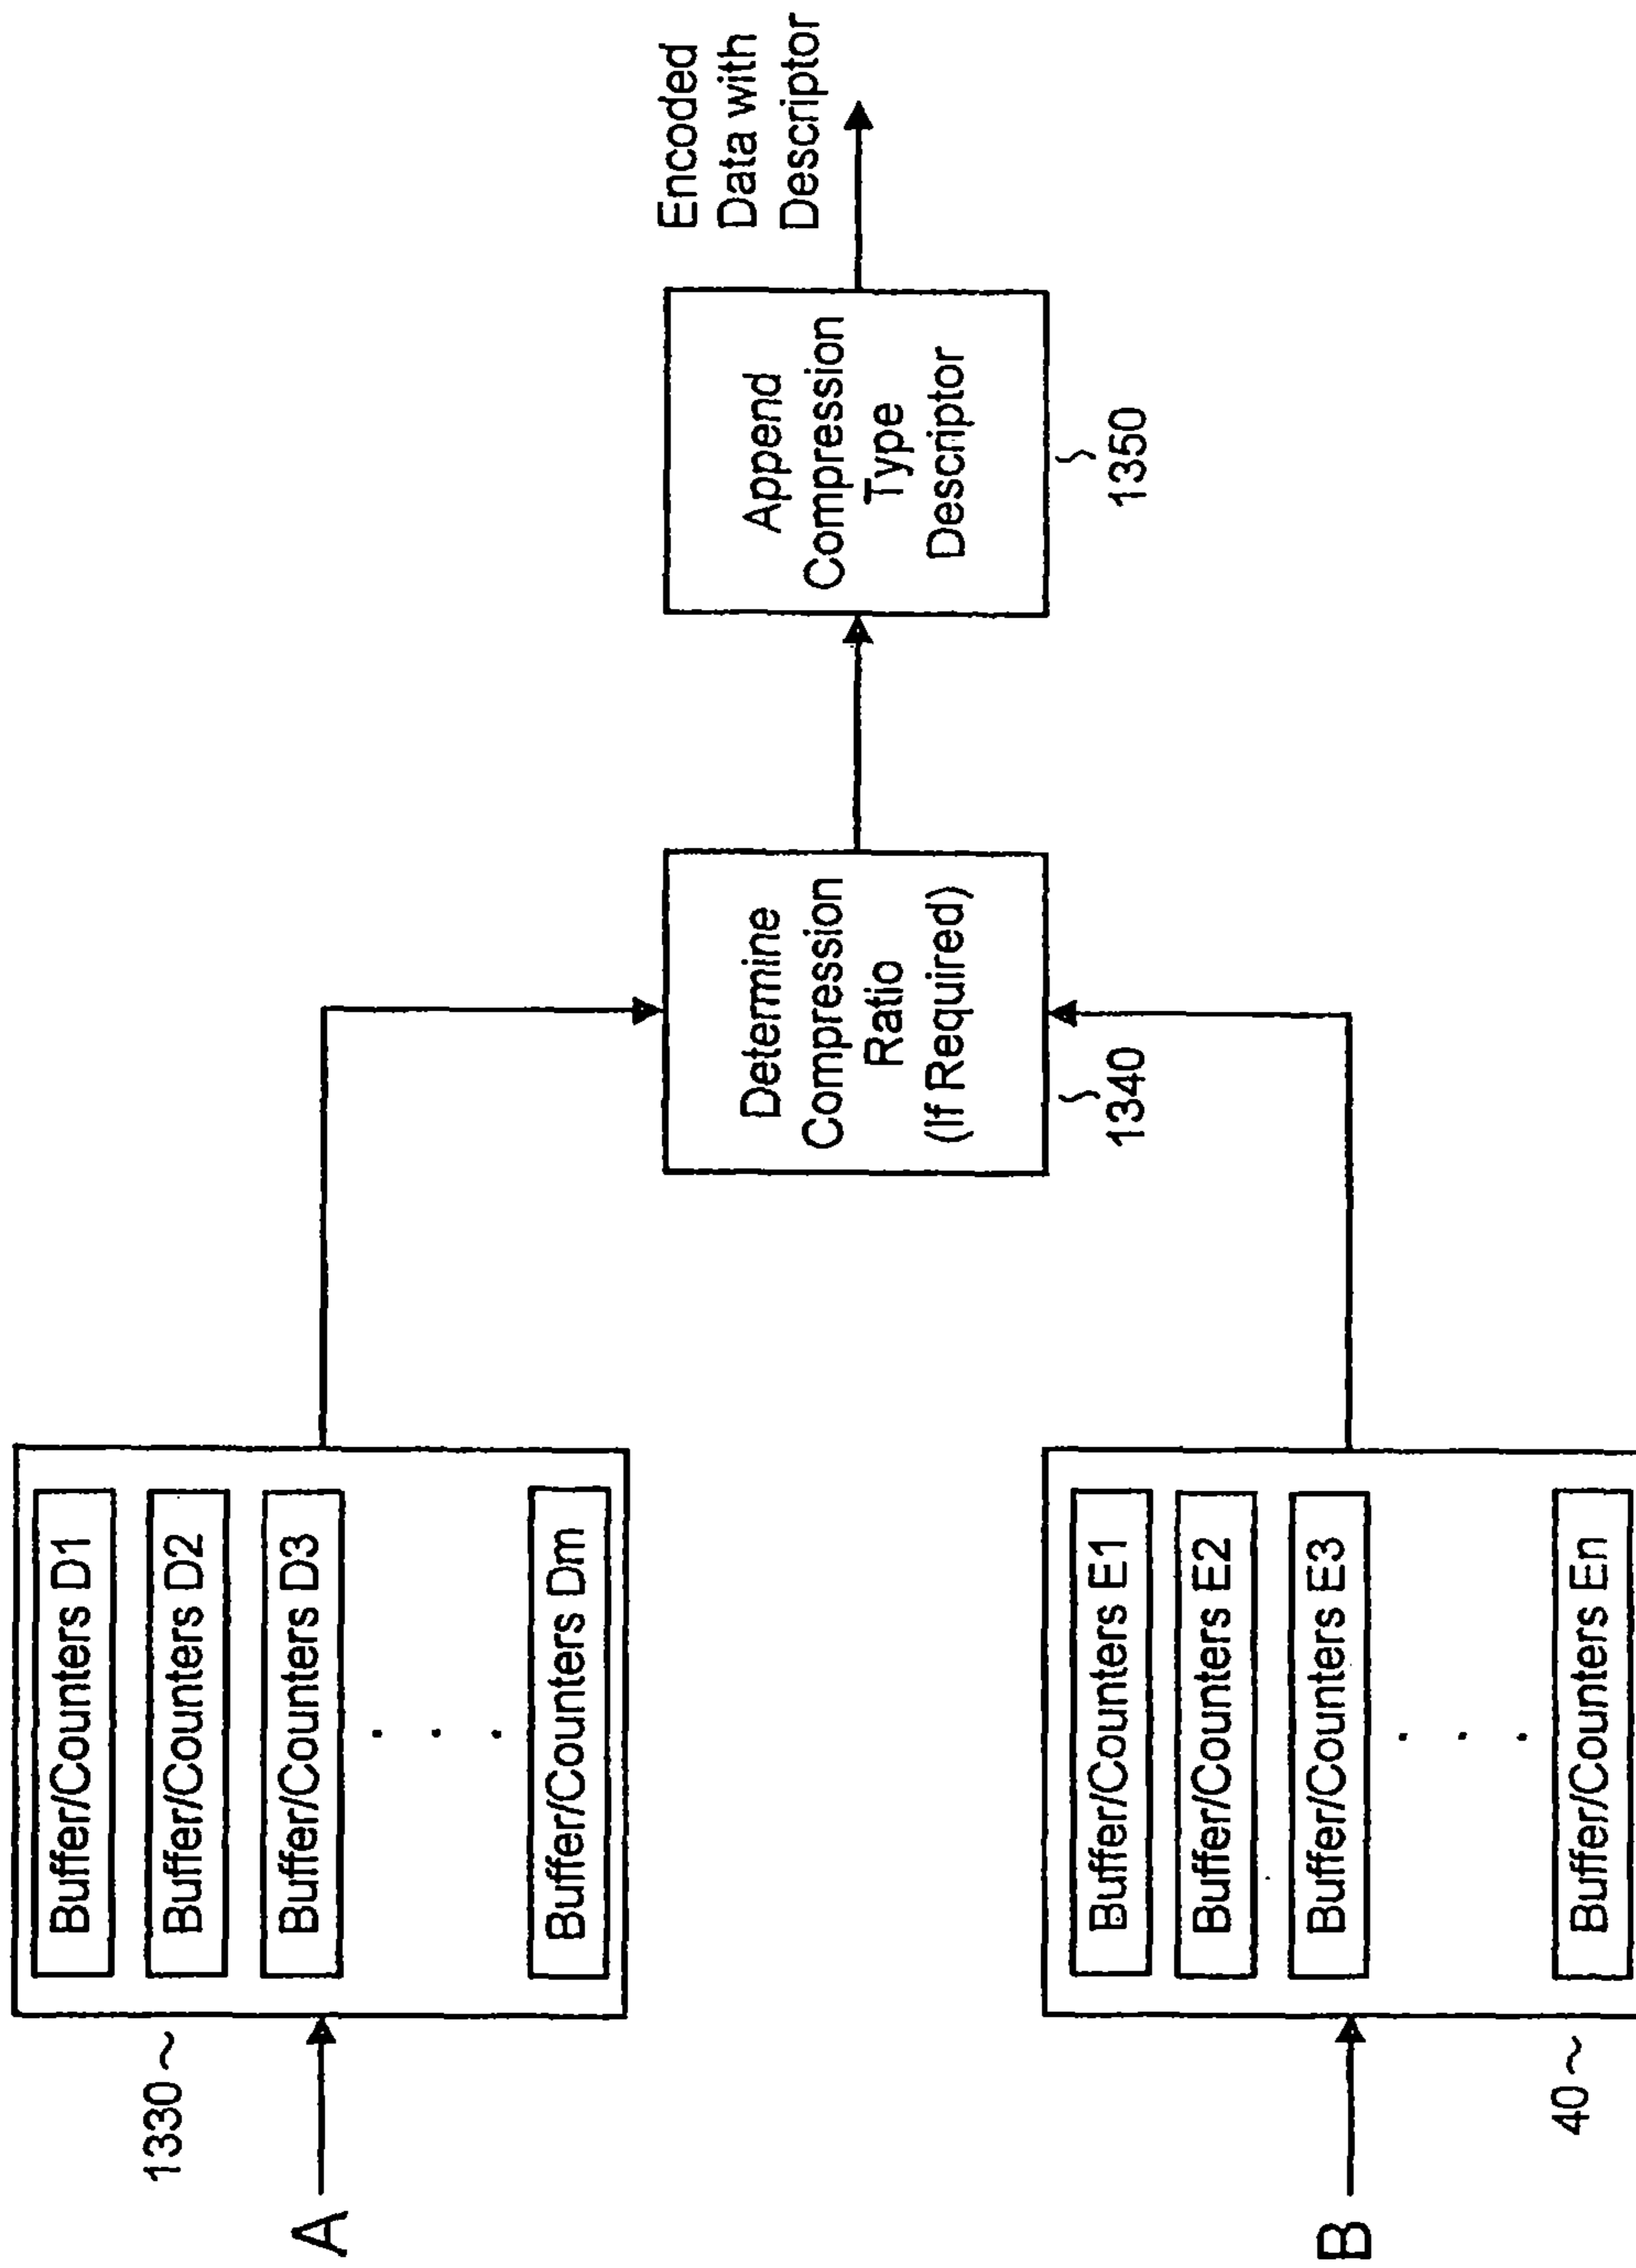 1330
A
Buffer/Counters D1
Buffer/Counters D2
Buffer/Counters D3
. . .
Buffer/Counters Dm
B
40
Buffer/Counters E1
Buffer/Counters E2
Buffer/Counters E3
. . .
Buffer/Counters En
Determine
Compression
Ratio
(If Required)
1340
Append
Compression
Type
Descriptor
1350
Encoded
Data with
Descriptor